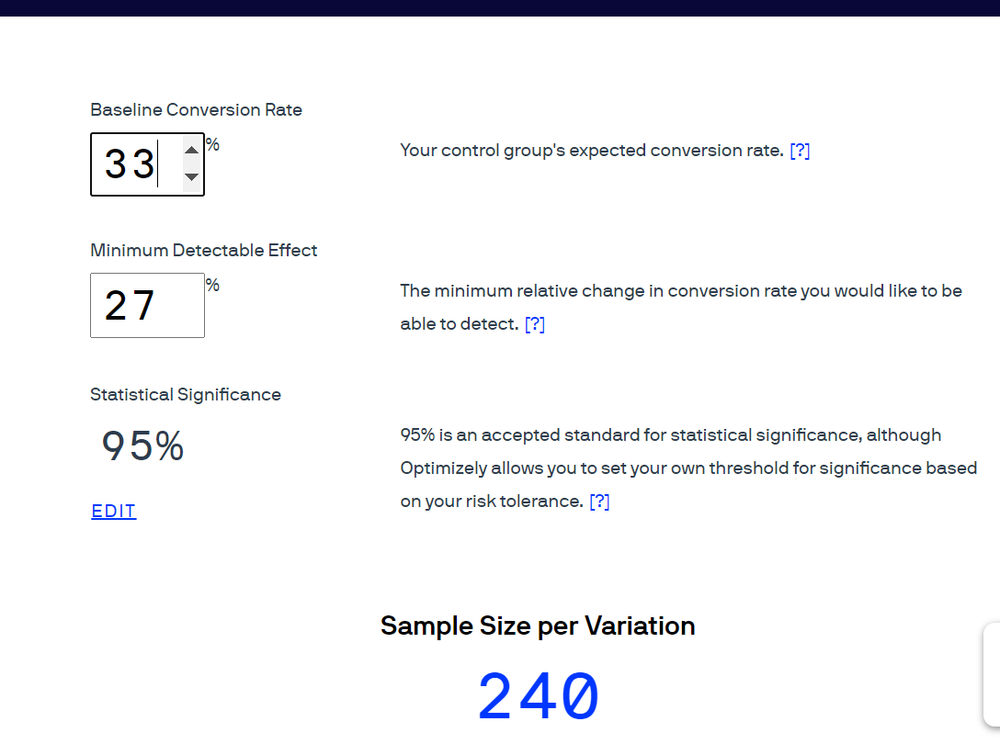 Baseline Conversion Rate
33 %
Your control group's expected conversion rate. [?]
Minimum Detectable Effect
27 %
The minimum relative change in conversion rate you would like to be
able to detect. [?]
Statistical Significance
95%
95% is an accepted standard for statistical significance, although
Optimizely allows you to set your own threshold for significance based
on your risk tolerance. [?]
EDIT
Sample Size per Variation
240